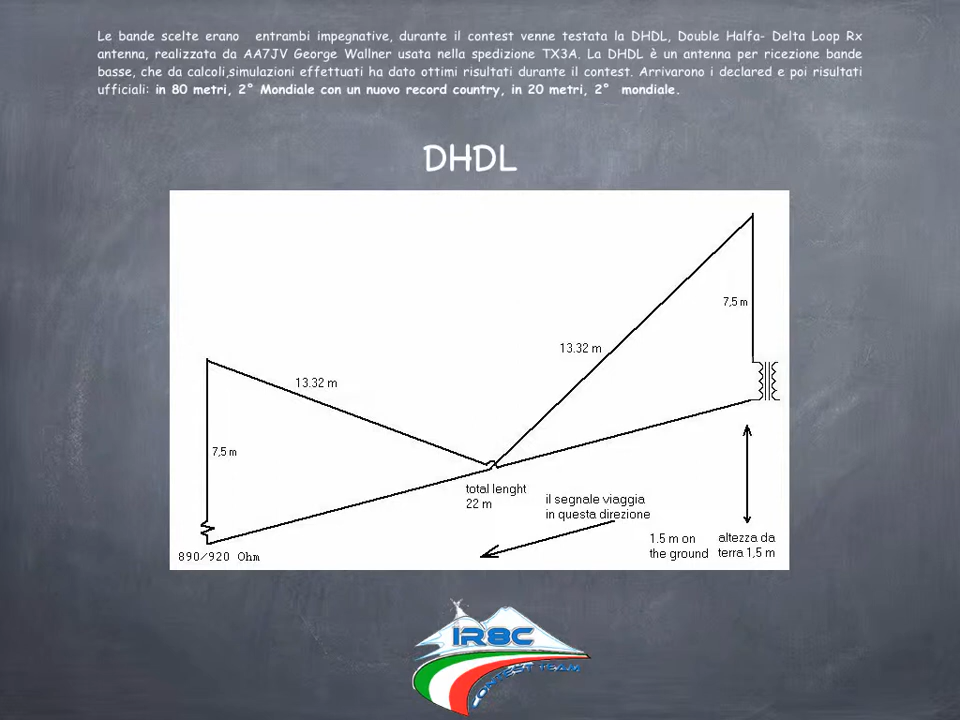 Le bande scelte erano entrambi impegnative, durante il contest venne testata la DHDL, Double Halfa- Delta Loop Rx
antenna, realizzata da AA7JV George Wallner usata nella spedizione TX3A. La DHDL è un antenna per ricezione bande
basse, che da calcoli,simulazioni effettuati ha dato ottimi risultati durante il contest. Arrivarono i declared e poi risultati
ufficiali: in 80 metri, 2° Mondiale con un nuovo record country, in 20 metri, 2° mondiale.
DHDL
7,5 m
13.32 m
13.32 m
7,5 m
total lenght
22 m
il segnale viaggia
in questa direzione
1.5 m on
the ground
altezza da
terra 1,5 m
890/920 Ohm
IR8C
CONTEST TEAM